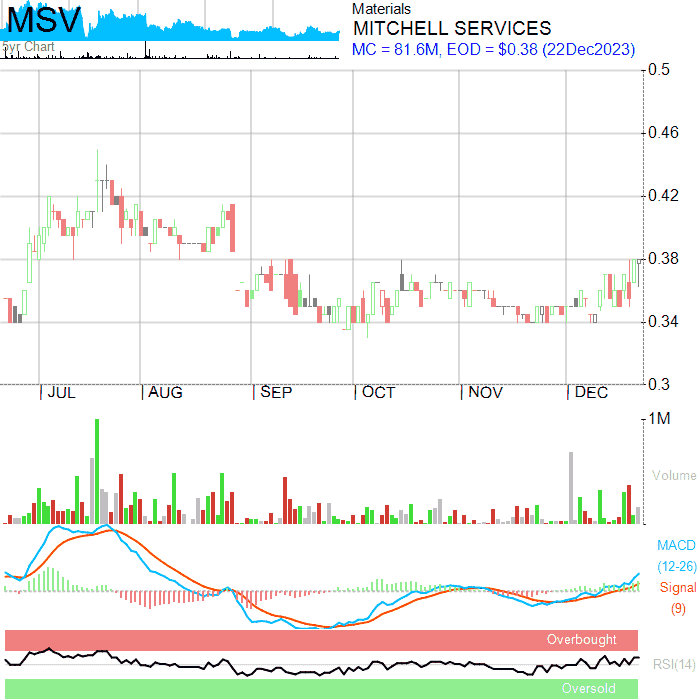 MSV
5yr Chart
Materials
MITCHELL SERVICES
MC = 81.6M, EOD = $0.38 (22Dec2023)
0.5
0.46
0.42
0.38
0.34
0.3
JUL AUG SEP OCT NOV DEC
1M
Volume
MACD
(12-26)
Signal
(9)
Overbought
RSI(14)
Oversold